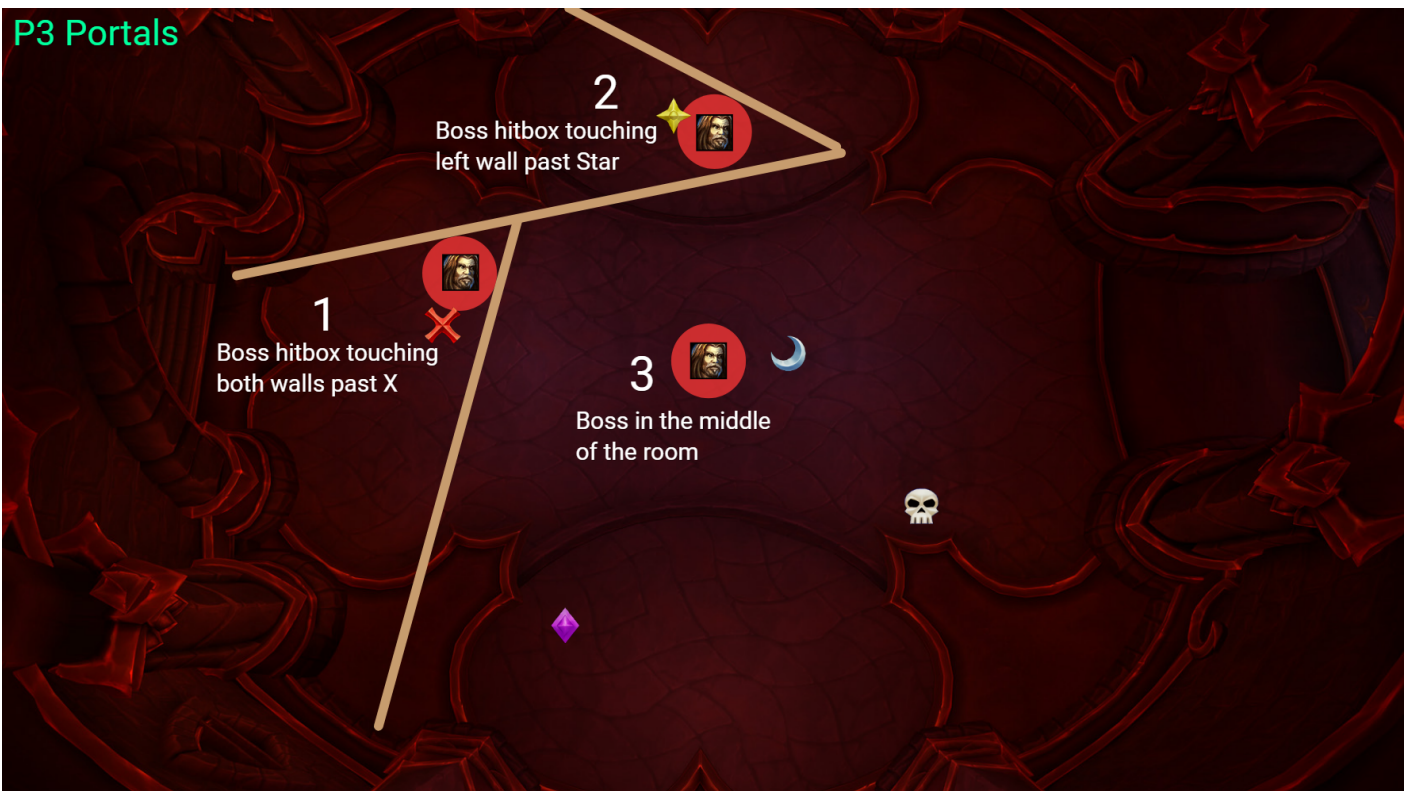 P3 Portals
2
Boss hitbox touching
left wall past Star
1
Boss hitbox touching
both walls past X
3
Boss in the middle
of the room